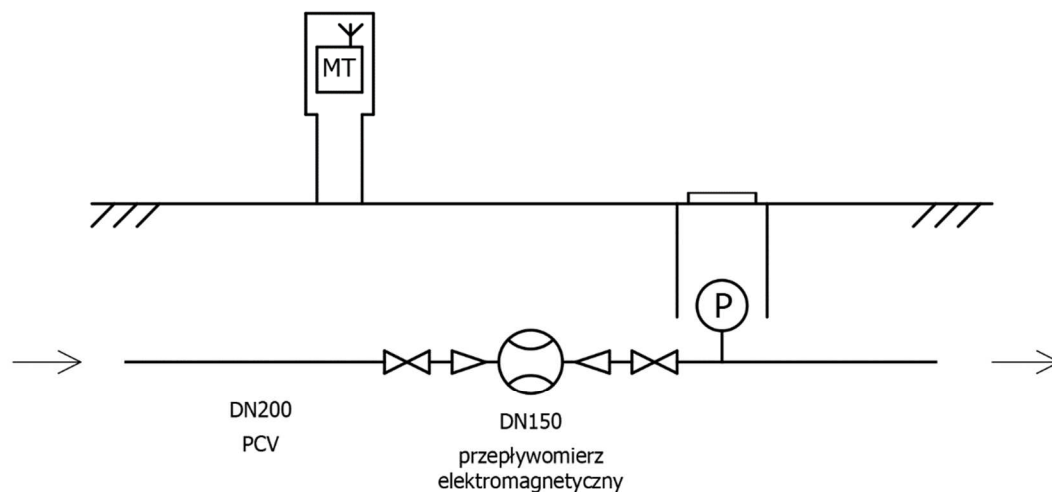 MT
P
DN200
PCV
DN150
przepływomierz
elektromagnetyczny